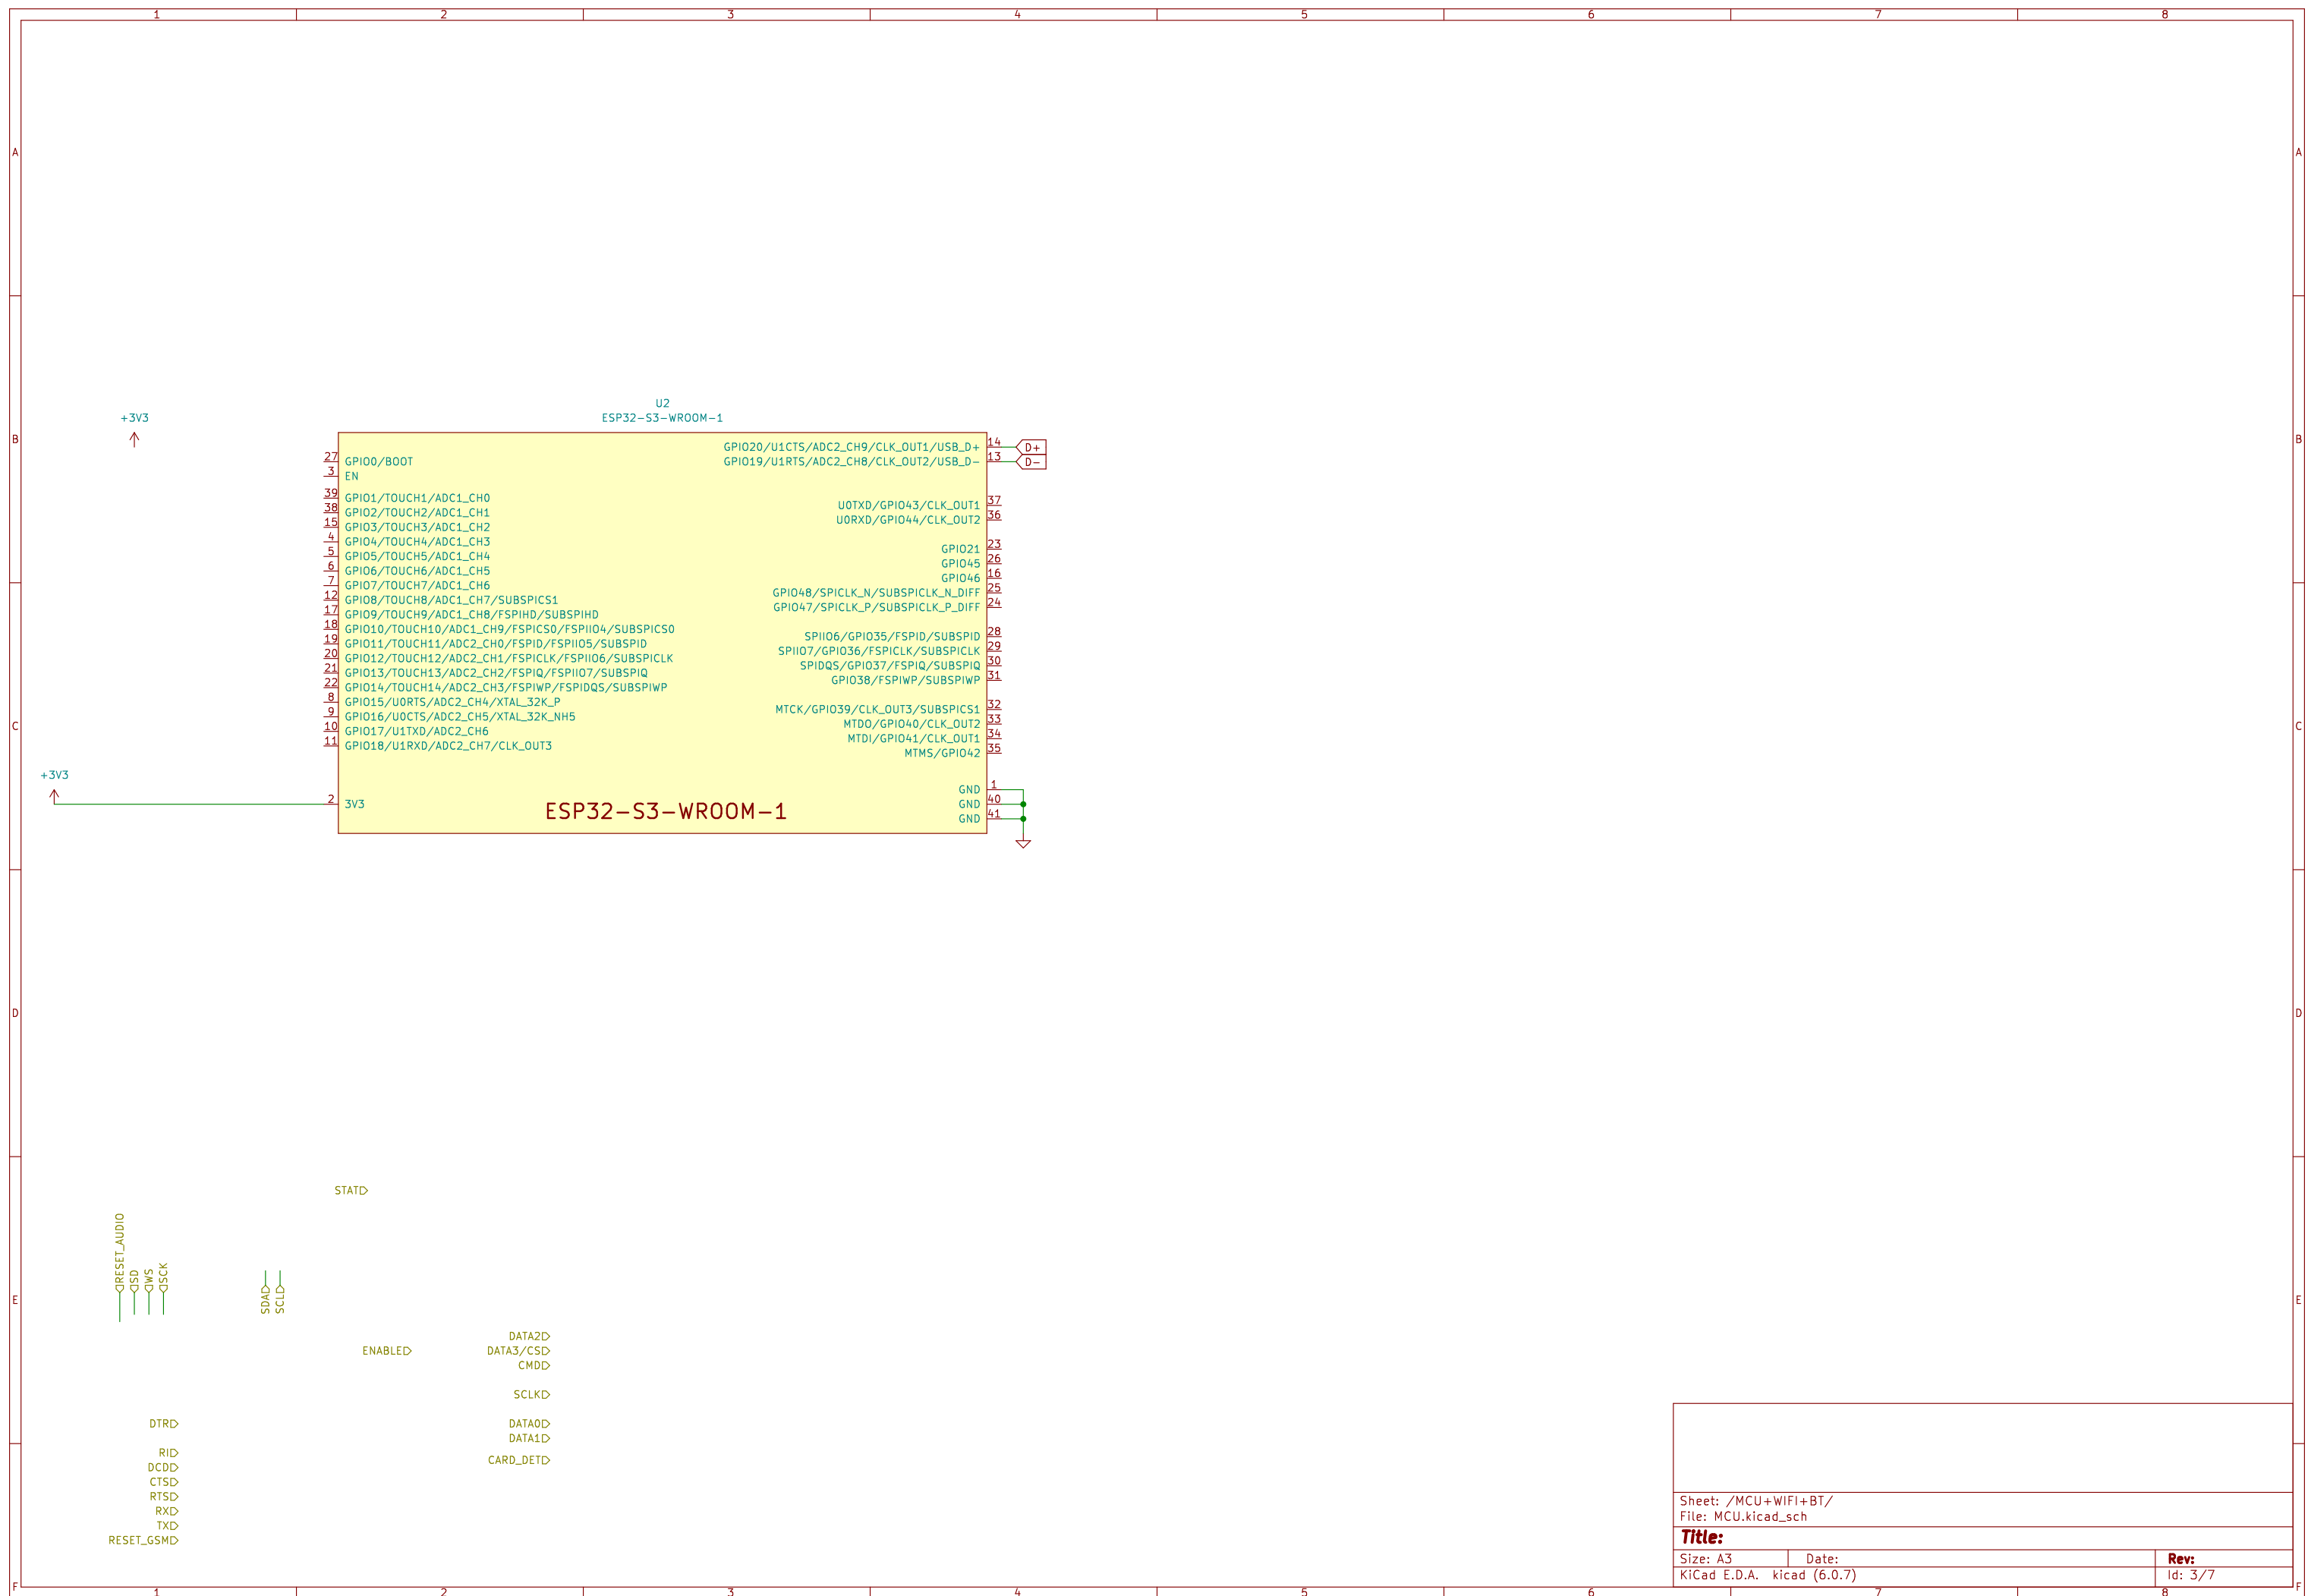 1 2 3 4 5 6 7 8
A A
U2
+3V3 ESP32-S3-WROOM-1
B B
14 GPIO20/U1CTS/ADC2_CH9/CLK_OUT1/USB_D+ D+
27 GPIO0/BOOT GPIO19/U1RTS/ADC2_CH8/CLK_OUT2/USB_D- 13 D-
3 EN
39 GPIO1/TOUCH1/ADC1_CH0
U0TXD/GPIO43/CLK_OUT1 37
38 GPIO2/TOUCH2/ADC1_CH1
U0RXD/GPIO44/CLK_OUT2 36
15 GPIO3/TOUCH3/ADC1_CH2
4 GPIO4/TOUCH4/ADC1_CH3
GPIO21 23
5 GPIO5/TOUCH5/ADC1_CH4
GPIO45 26
6 GPIO6/TOUCH6/ADC1_CH5
GPIO46 16
7 GPIO7/TOUCH7/ADC1_CH6
GPIO48/SPICLK_N/SUBSPICLK_N_DIFF 25
12 GPIO8/TOUCH8/ADC1_CH7/SUBSPICS1
GPIO47/SPICLK_P/SUBSPICLK_P_DIFF 24
17 GPIO9/TOUCH9/ADC1_CH8/FSPIHD/SUBSPIHD
18 GPIO10/TOUCH10/ADC1_CH9/FSPICS0/FSPIIO4/SUBSPICS0
SPIIO6/GPIO35/FSPID/SUBSPID 28
19 GPIO11/TOUCH11/ADC2_CH0/FSPID/FSPIIO5/SUBSPID
SPIIO7/GPIO36/FSPICLK/SUBSPICLK 29
20 GPIO12/TOUCH12/ADC2_CH1/FSPICLK/FSPIIO6/SUBSPICLK
SPIDQS/GPIO37/FSPIQ/SUBSPIQ 30
21 GPIO13/TOUCH13/ADC2_CH2/FSPIQ/FSPIIO7/SUBSPIQ
GPIO38/FSPIWP/SUBSPIWP 31
22 GPIO14/TOUCH14/ADC2_CH3/FSPIWP/FSPIDQS/SUBSPIWP
8 GPIO15/U0RTS/ADC2_CH4/XTAL_32K_P
MTCK/GPIO39/CLK_OUT3/SUBSPICS1 32
9 GPIO16/U0CTS/ADC2_CH5/XTAL_32K_NH5
MTDO/GPIO40/CLK_OUT2 33
C C
10 GPIO17/U1TXD/ADC2_CH6
MTDI/GPIO41/CLK_OUT1 34
11 GPIO18/U1RXD/ADC2_CH7/CLK_OUT3
MTMS/GPIO42 35
+3V3
GND 1
2 3V3 GND 40
ESP32-S3-WROOM-1
GND 41
D D
STAT
RESET_AUDIO
SD
WS
SCK
SDA
SCL
E E
DATA2
ENABLE DATA3/CS
CMD
SCLK
DTR DATA0
DATA1
RI CARD_DET
DCD
CTS
RTS
RX
TX
RESET_GSM
Sheet: /MCU+WIFI+BT/
File: MCU.kicad_sch
Title:
Size: A3 Date: Rev:
KiCad E.D.A. kicad (6.0.7) Id: 3/7
F F
1 2 3 4 5 6 7 8